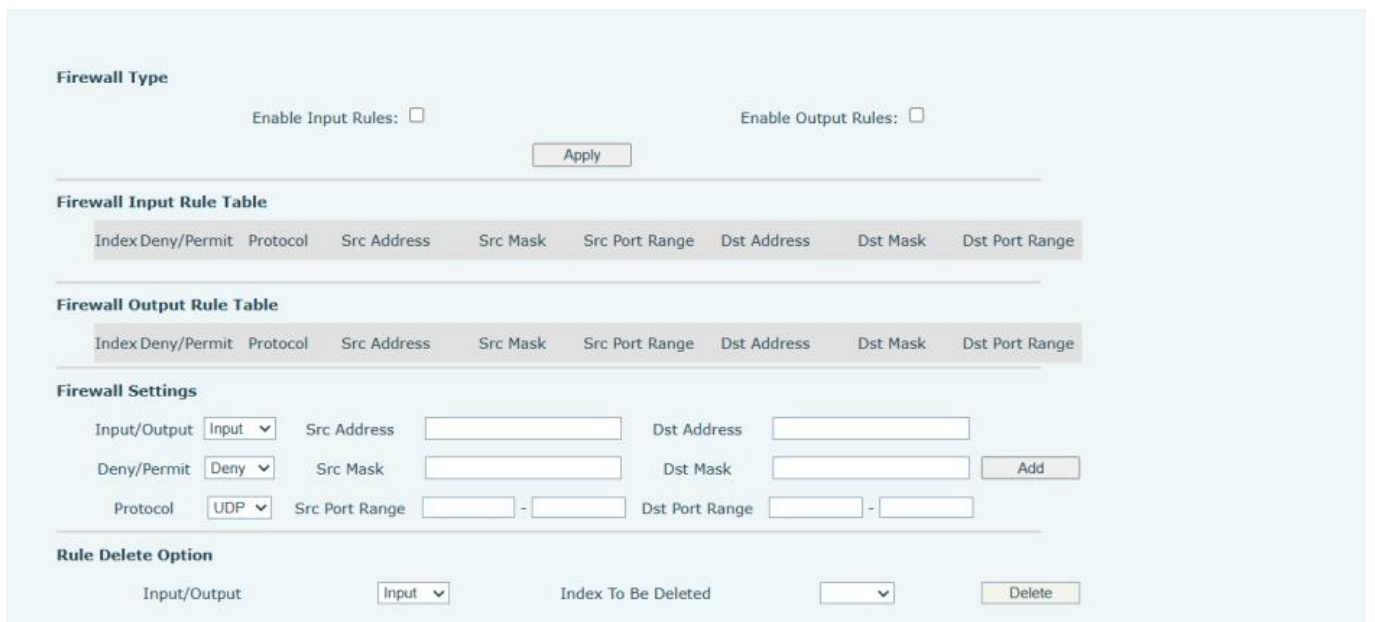 Firewall Type
Enable Input Rules: Enable Output Rules:
Apply
Firewall Input Rule Table
Index Deny/Permit Protocol Src Address Src Mask Src Port Range Dst Address Dst Mask Dst Port Range
Firewall Output Rule Table
Index Deny/Permit Protocol Src Address Src Mask Src Port Range Dst Address Dst Mask Dst Port Range
Firewall Settings
Input/Output Input Src Address Dst Address
Deny/Permit Deny Src Mask Dst Mask Add
Protocol UDP Src Port Range - Dst Port Range -
Rule Delete Option
Input/Output Input Index To Be Deleted Delete